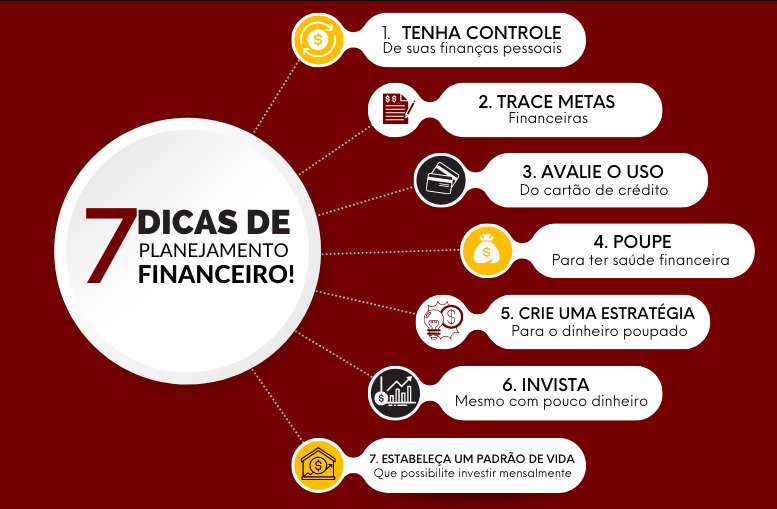 7 DICAS DE
PLANEJAMENTO
FINANCEIRO!
1. TENHA CONTROLE
De suas finanças pessoais
2. TRACE METAS
Financeiras
3. AVALIE O USO
Do cartão de crédito
4. POUPE
Para ter saúde financeira
5. CRIE UMA ESTRATÉGIA
Para o dinheiro poupado
6. INVISTA
Mesmo com pouco dinheiro
7. ESTABELEÇA UM PADRÃO DE VIDA
Que possibilite investir mensalmente